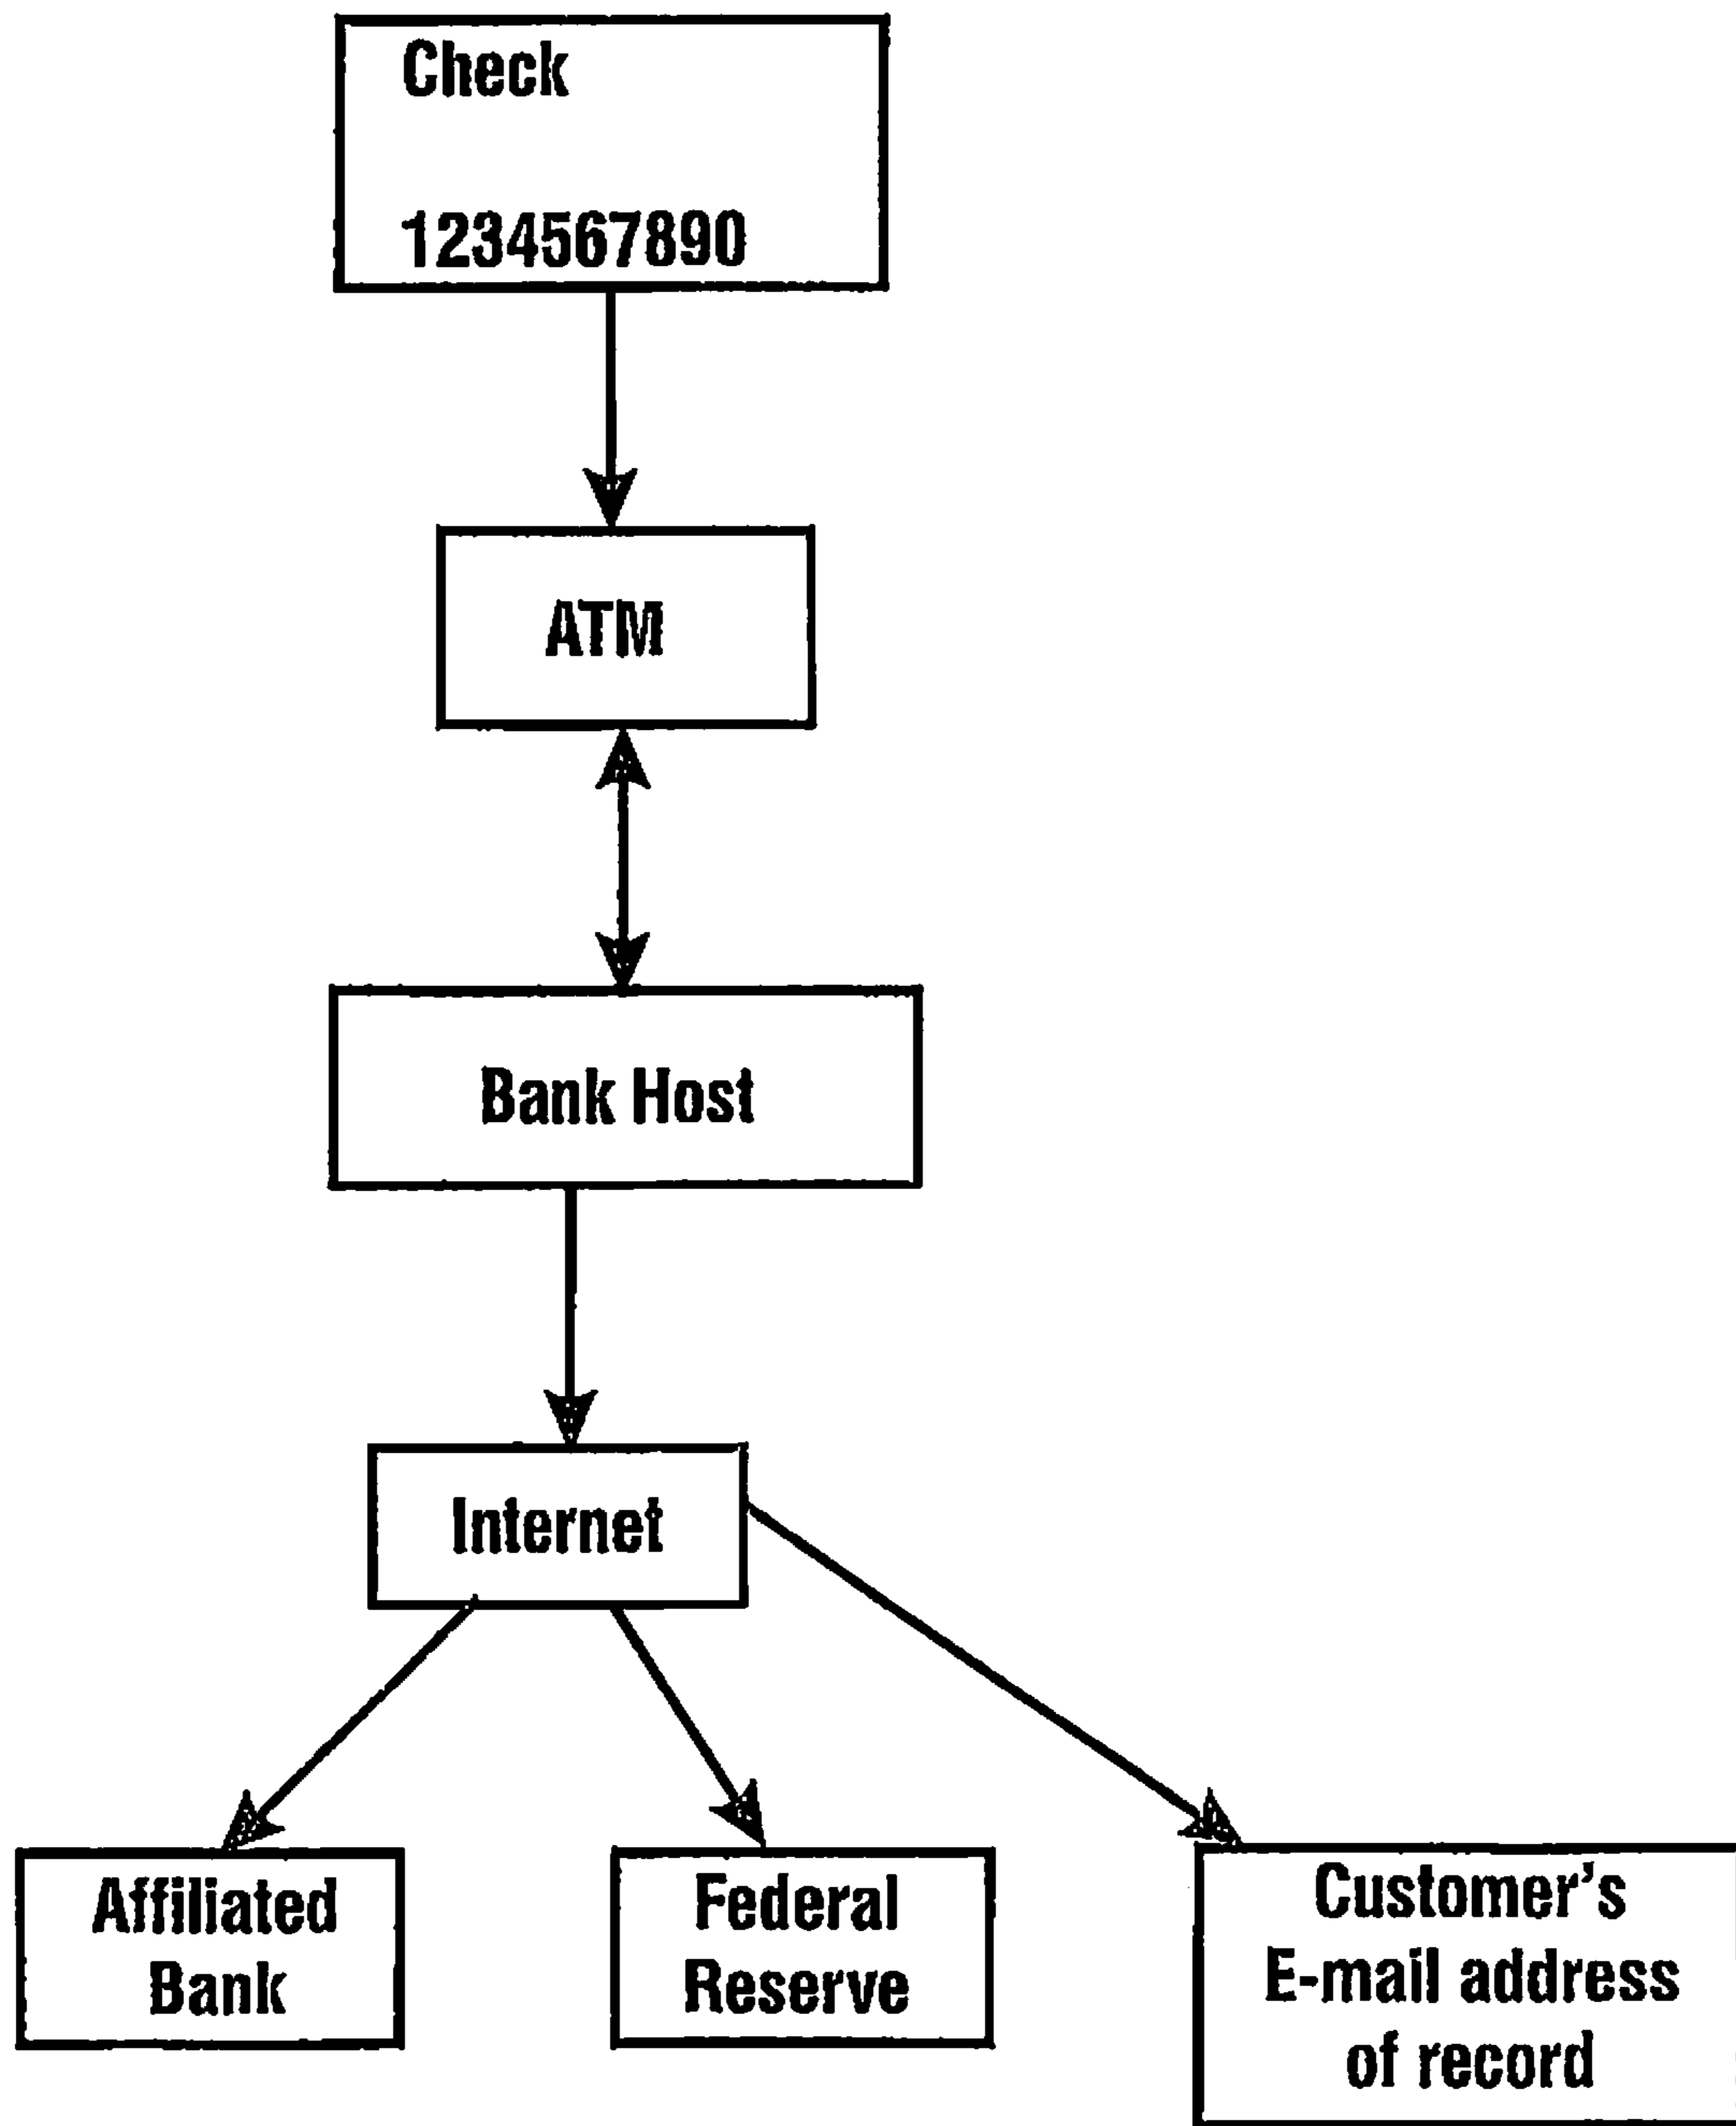 Check
1234567890
ATM
Bank Host
Internet
Affiliated
Bank
Federal
Reserve
Customer's
E-mail address
of record